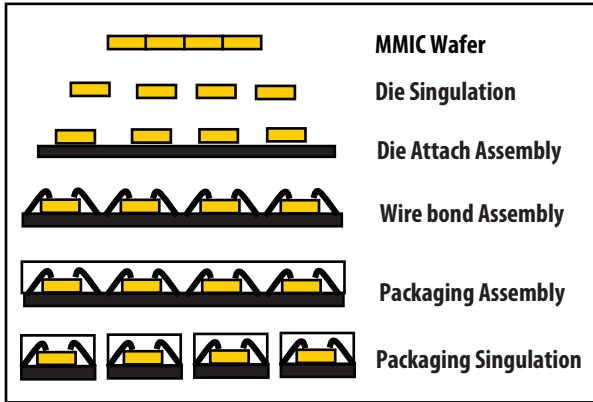 MMIC Wafer
Die Singulation
Die Attach Assembly
Wire bond Assembly
Packaging Assembly
Packaging Singulation